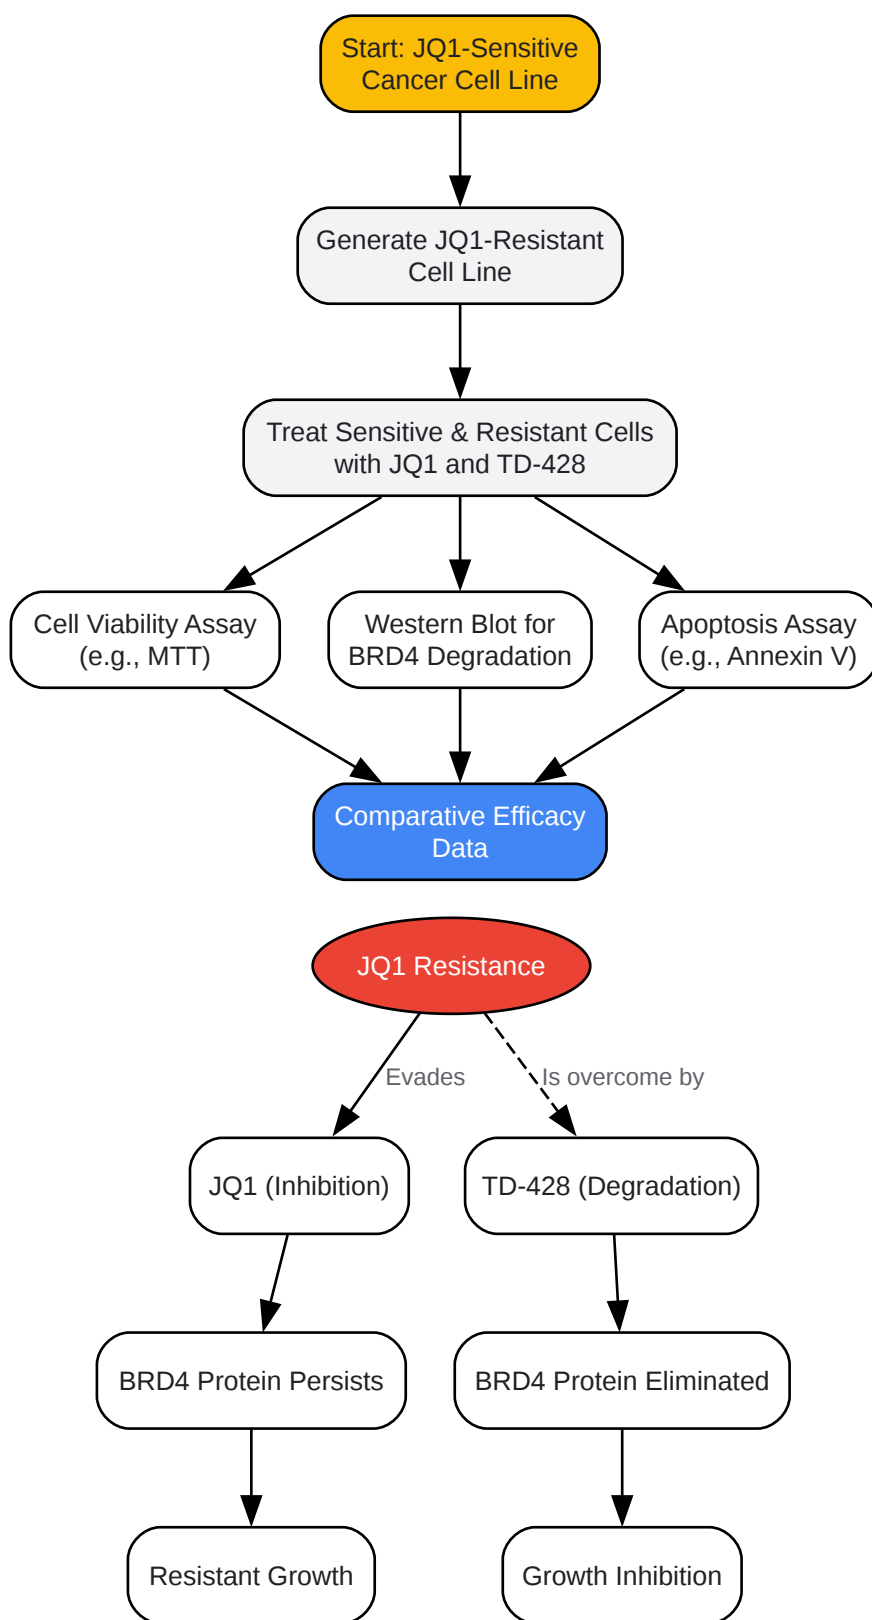 Start: JQ1-Sensitive
Cancer Cell Line
Generate JQ1-Resistant
Cell Line
Treat Sensitive & Resistant Cells
with JQ1 and TD-428
Cell Viability Assay
(e.g., MTT)
Western Blot for
BRD4 Degradation
Apoptosis Assay
(e.g., Annexin V)
Comparative Efficacy
Data
JQ1 Resistance
Evades
Is overcome by
JQ1 (Inhibition)
TD-428 (Degradation)
BRD4 Protein Persists
BRD4 Protein Eliminated
Resistant Growth
Growth Inhibition